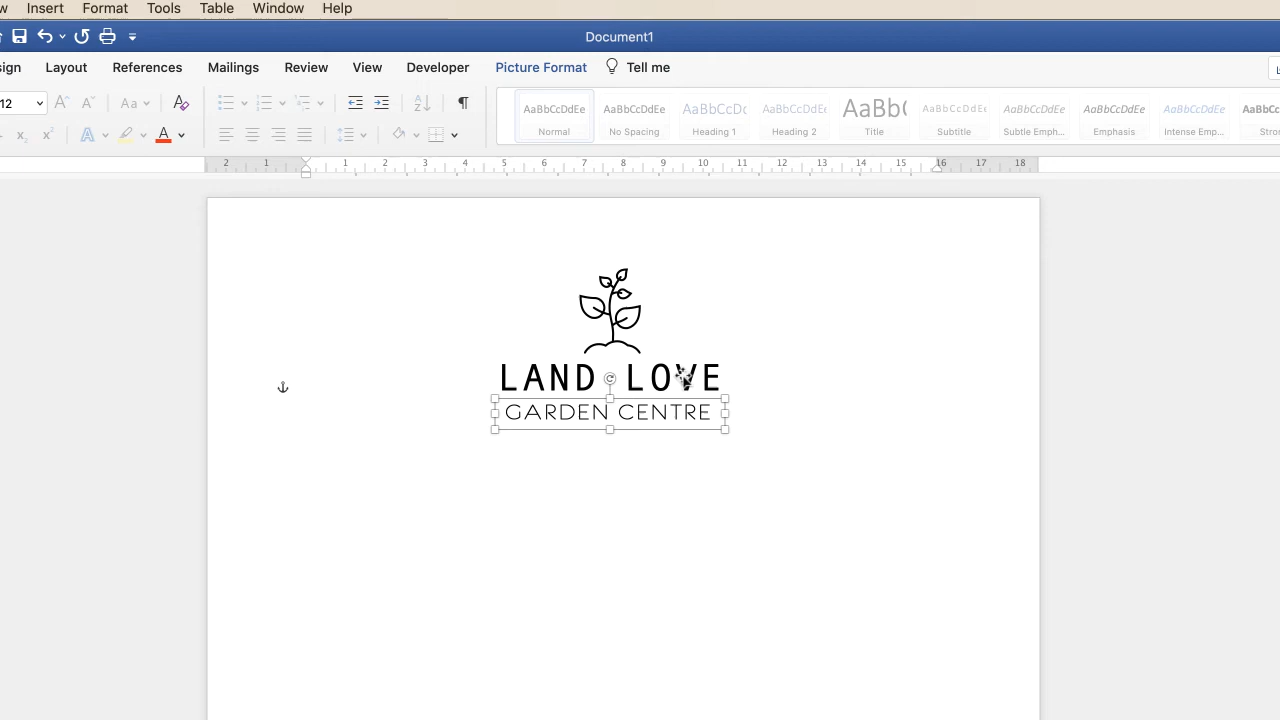 Insert Format Tools Table Window Help
Document1
Layout References Mailings Review View Developer Picture Format Tell me
12 Aa AaBbCcDdEe AaBbCcDdEe AaBbCcDc AaBbCcDdEe AaBb( AaBbCcDdEe AaBbCcDdEe AaBbCcDdEe AaBbCcDdEe
Normal No Spacing Heading 1 Heading 2 Title Subtitle Subtle Emph... Emphasis Intense Emp...
2 1 1 2 3 4 5 6 7 8 9 10 11 12 13 14 15 16 17 18
LAND LOVE
GARDEN CENTRE